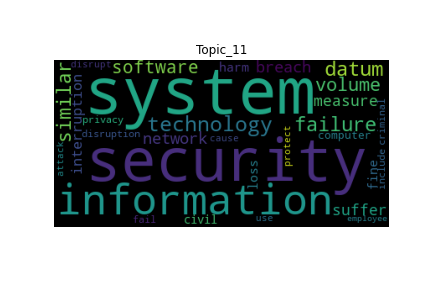 Topic_11
disrupt
software
harm
breach
datum
similar
interruption
system
volume
measure
privacy
technology
failure
disruption
network
cause
protect
computer
criminal
attack
security
loss
fine
include
information
suffer
fail
civil
use
employee